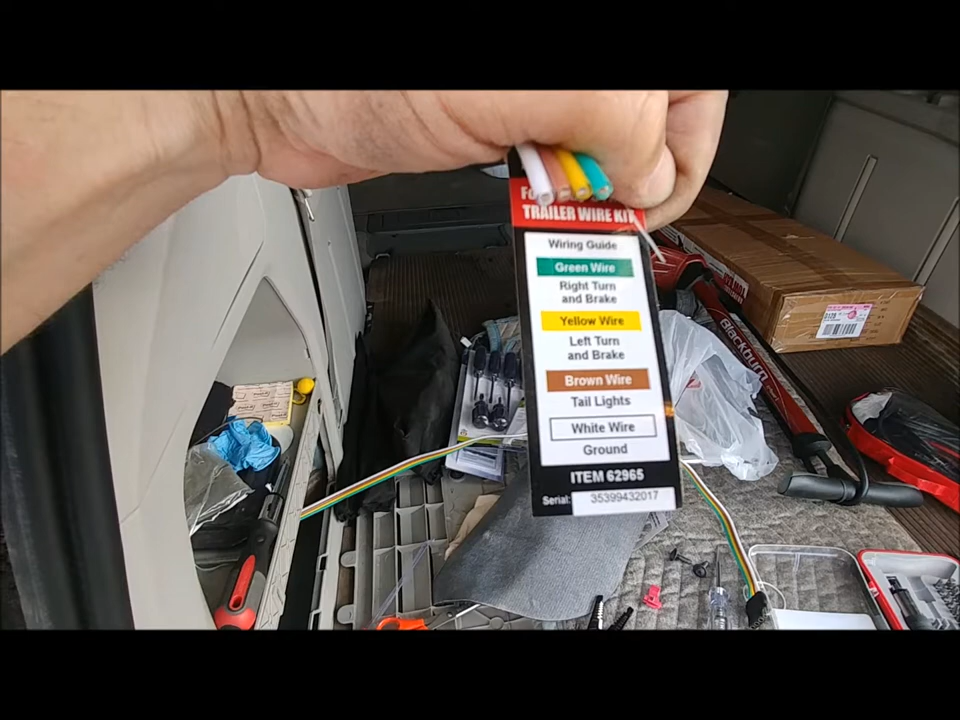 TRAILER WIRE KIT
Wiring Guide
Green Wire
Right Turn
and Brake
Yellow Wire
Left Turn
and Brake
Brown Wire
Tail Lights
White Wire
Ground
ITEM 62965
Serial: 35399432017
BLACKBURN